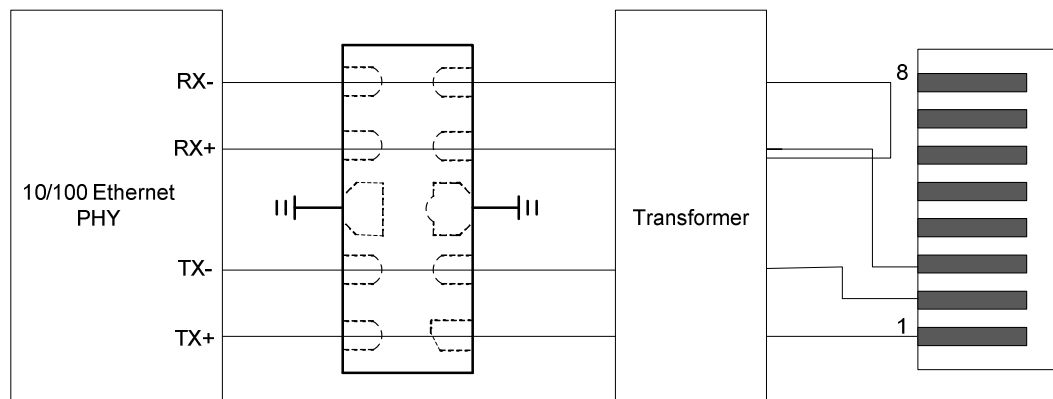 RX-
RX+
10/100 Ethernet
PHY
TX-
TX+
Transformer
8
1